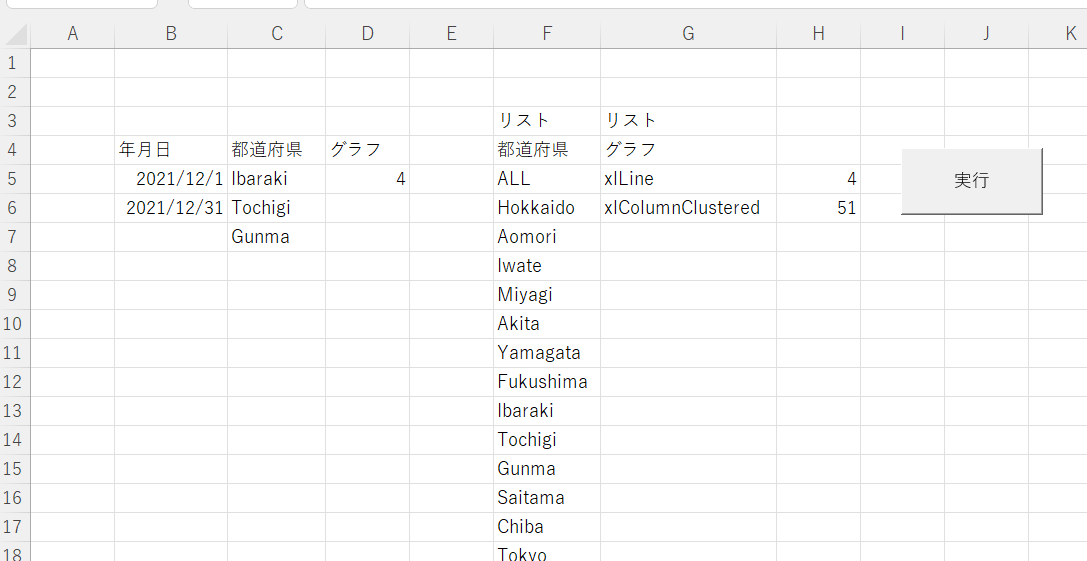 A B C D E F G H I J K
1
2
3 リスト リスト
4 年月日 都道府県 グラフ 都道府県 グラフ
5 2021/12/1 Ibaraki 4 ALL xlLine 4 実行
6 2021/12/31 Tochigi Hokkaido xlColumnClustered 51
7 Gunma Aomori
8 Iwate
9 Miyagi
10 Akita
11 Yamagata
12 Fukushima
13 Ibaraki
14 Tochigi
15 Gunma
16 Saitama
17 Chiba
18 Tokyo